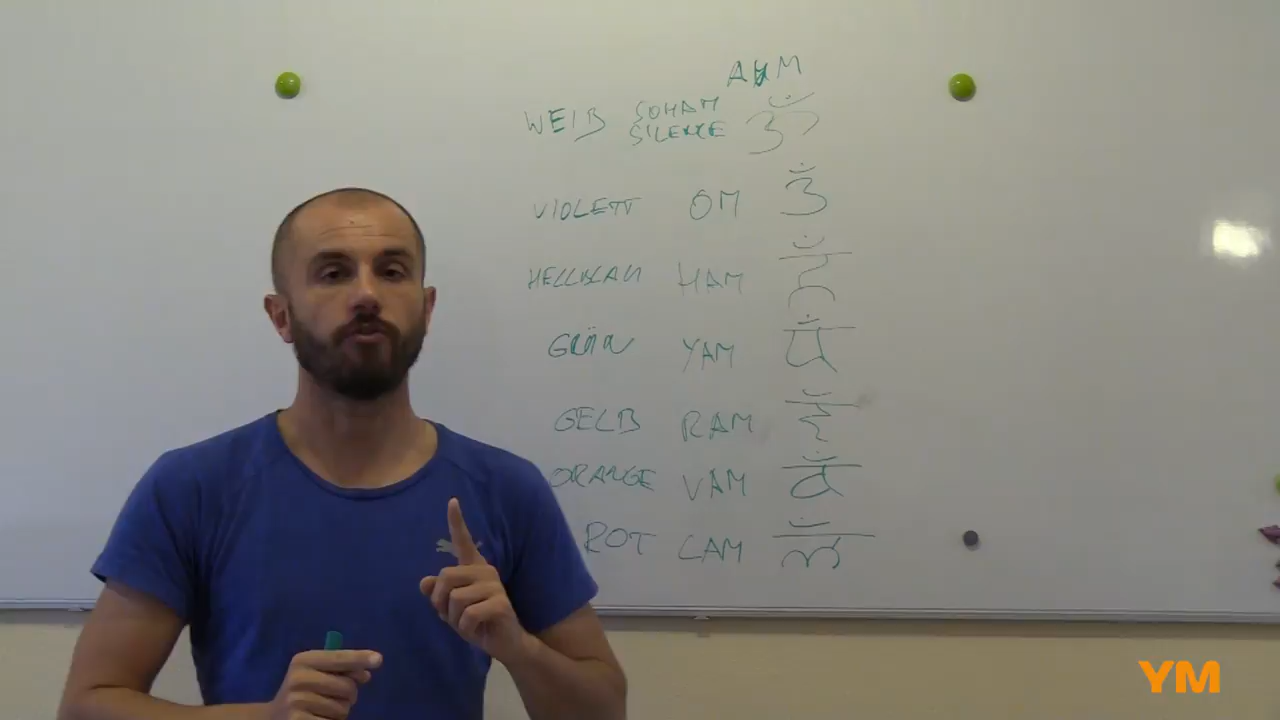 AUM
WEIß SOHAM ॐ
SILENCE
VIOLETT OM
HELLBLAU HAM हं
GRÜN YAM यं
GELB RAM रं
ORANGE VAM वं
ROT LAM लं
YM